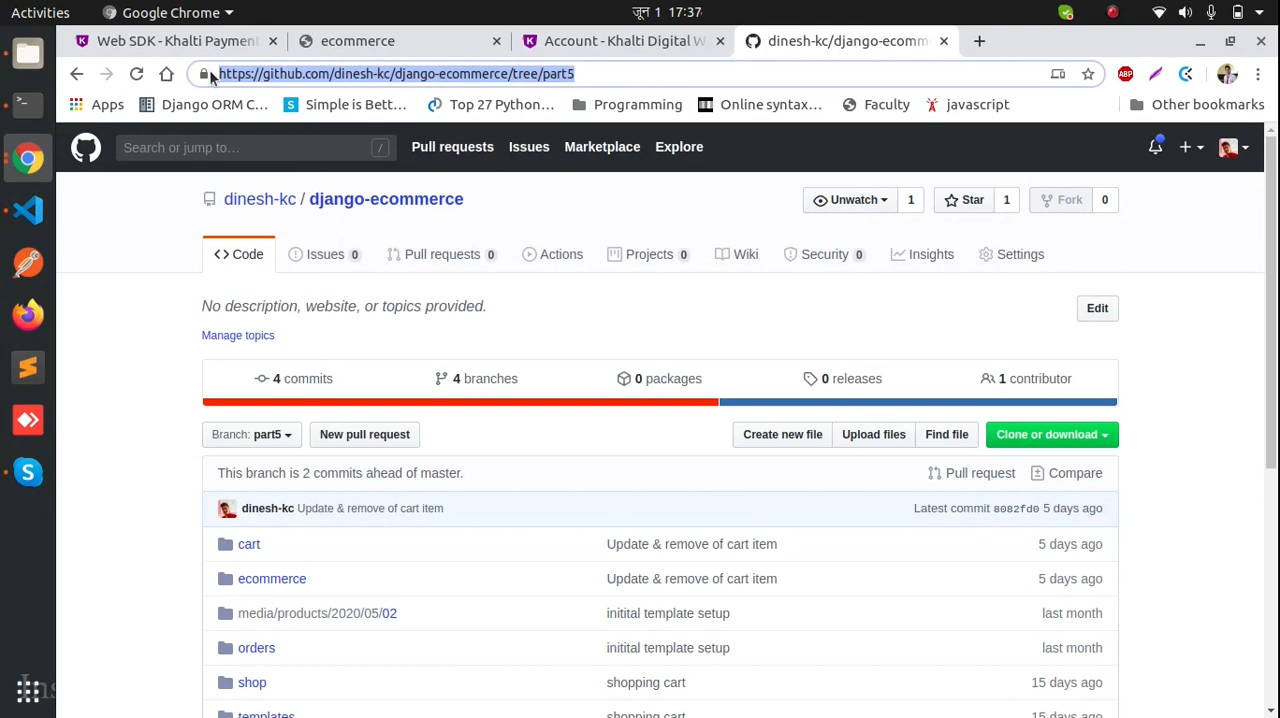 Activities Google Chrome जून 1 17:37
Web SDK - Khalti Paymen ecommerce Account - Khalti Digital W dinesh-kc/django-ecomm
https://github.com/dinesh-kc/django-ecommerce/tree/part5 ABP
Apps Django ORM C... Simple is Bett... Top 27 Python,... Programming Online syntax,... Faculty javascript Other bookmarks
Search or jump to... / Pull requests Issues Marketplace Explore
dinesh-kc / django-ecommerce Unwatch 1 Star 1 Fork 0
Code Issues 0 Pull requests 0 Actions Projects 0 Wiki Security 0 Insights Settings
No description, website, or topics provided. Edit
Manage topics
4 commits 4 branches 0 packages 0 releases 1 contributor
Branch: part5 New pull request Create new file Upload files Find file Clone or download
This branch is 2 commits ahead of master. Pull request Compare
dinesh-kc Update & remove of cart item Latest commit 8082fd0 5 days ago
cart Update & remove of cart item 5 days ago
ecommerce Update & remove of cart item 5 days ago
media/products/2020/05/02 initital template setup last month
orders initital template setup last month
shop shopping cart 15 days ago
templates shopping cart 15 days ago